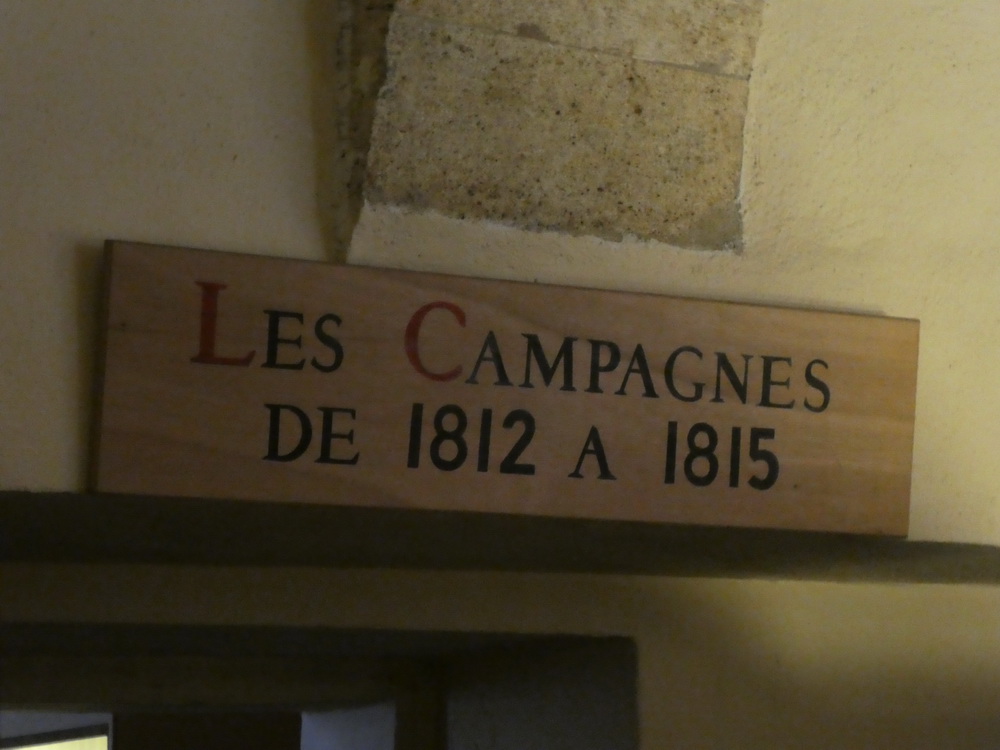 LES CAMPAGNES
DE 1812 A 1815